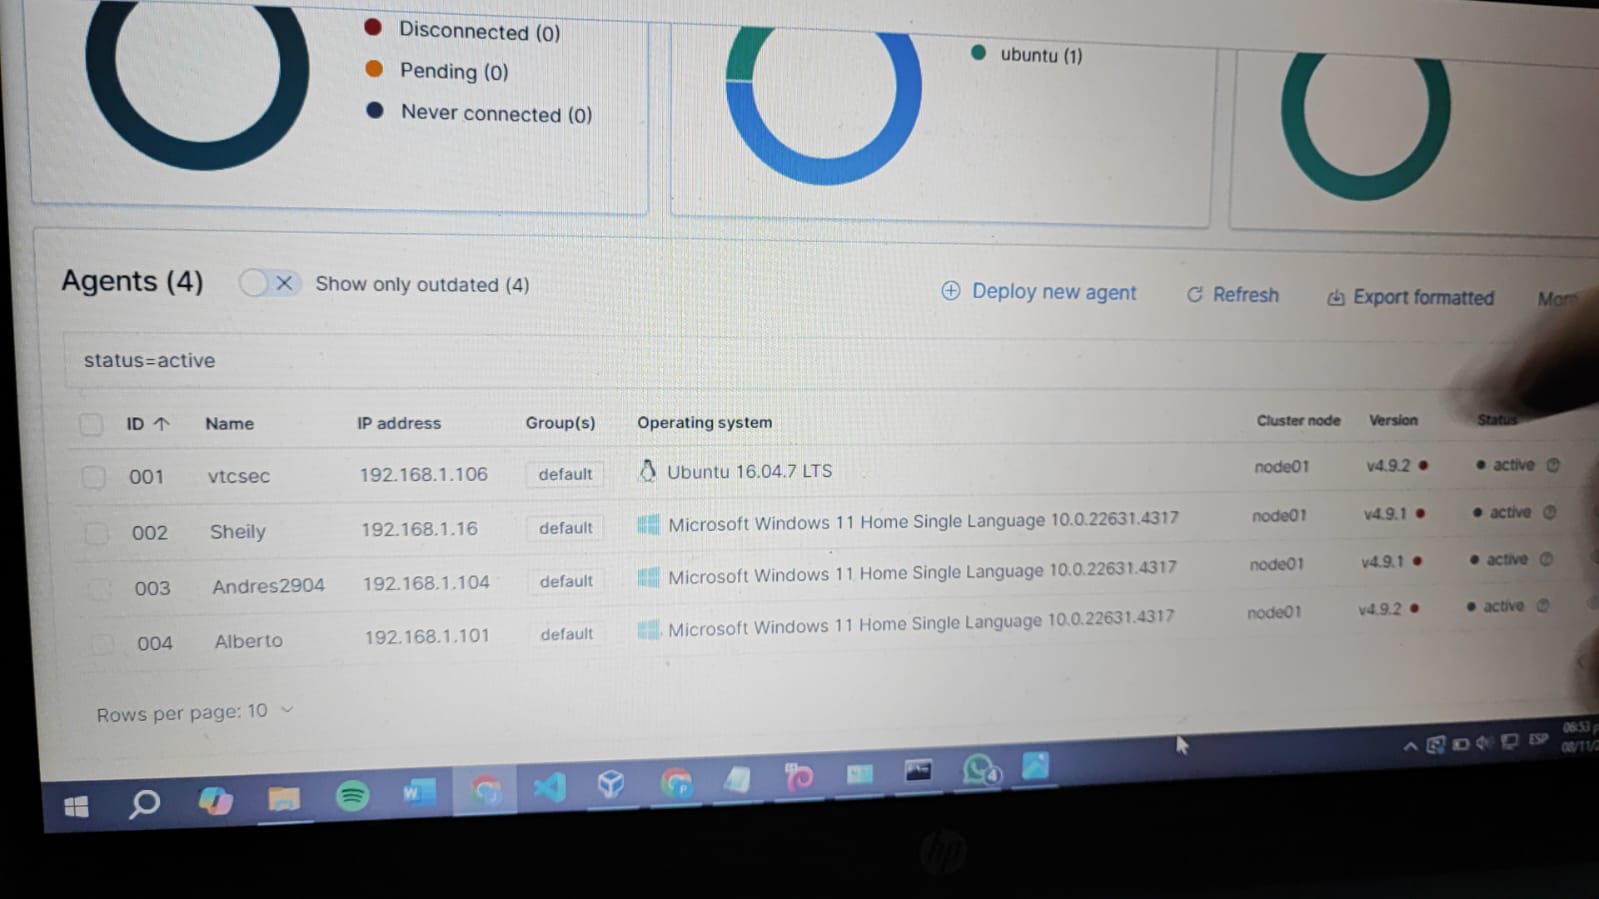 Disconnected (0)
Pending (0)
Never connected (0)
ubuntu (1)
Agents (4) Show only outdated (4) Deploy new agent Refresh Export formatted
status=active
ID ↑ Name IP address Group(s) Operating system Cluster node Version Status
001 vtcsec 192.168.1.106 default Ubuntu 16.04.7 LTS node01 v4.9.2 active
002 Sheily 192.168.1.16 default Microsoft Windows 11 Home Single Language 10.0.22631.4317 node01 v4.9.1 active
003 Andres2904 192.168.1.104 default Microsoft Windows 11 Home Single Language 10.0.22631.4317 node01 v4.9.1 active
004 Alberto 192.168.1.101 default Microsoft Windows 11 Home Single Language 10.0.22631.4317 node01 v4.9.2 active
Rows per page: 10
ESP
06:53
08/11/2
hp